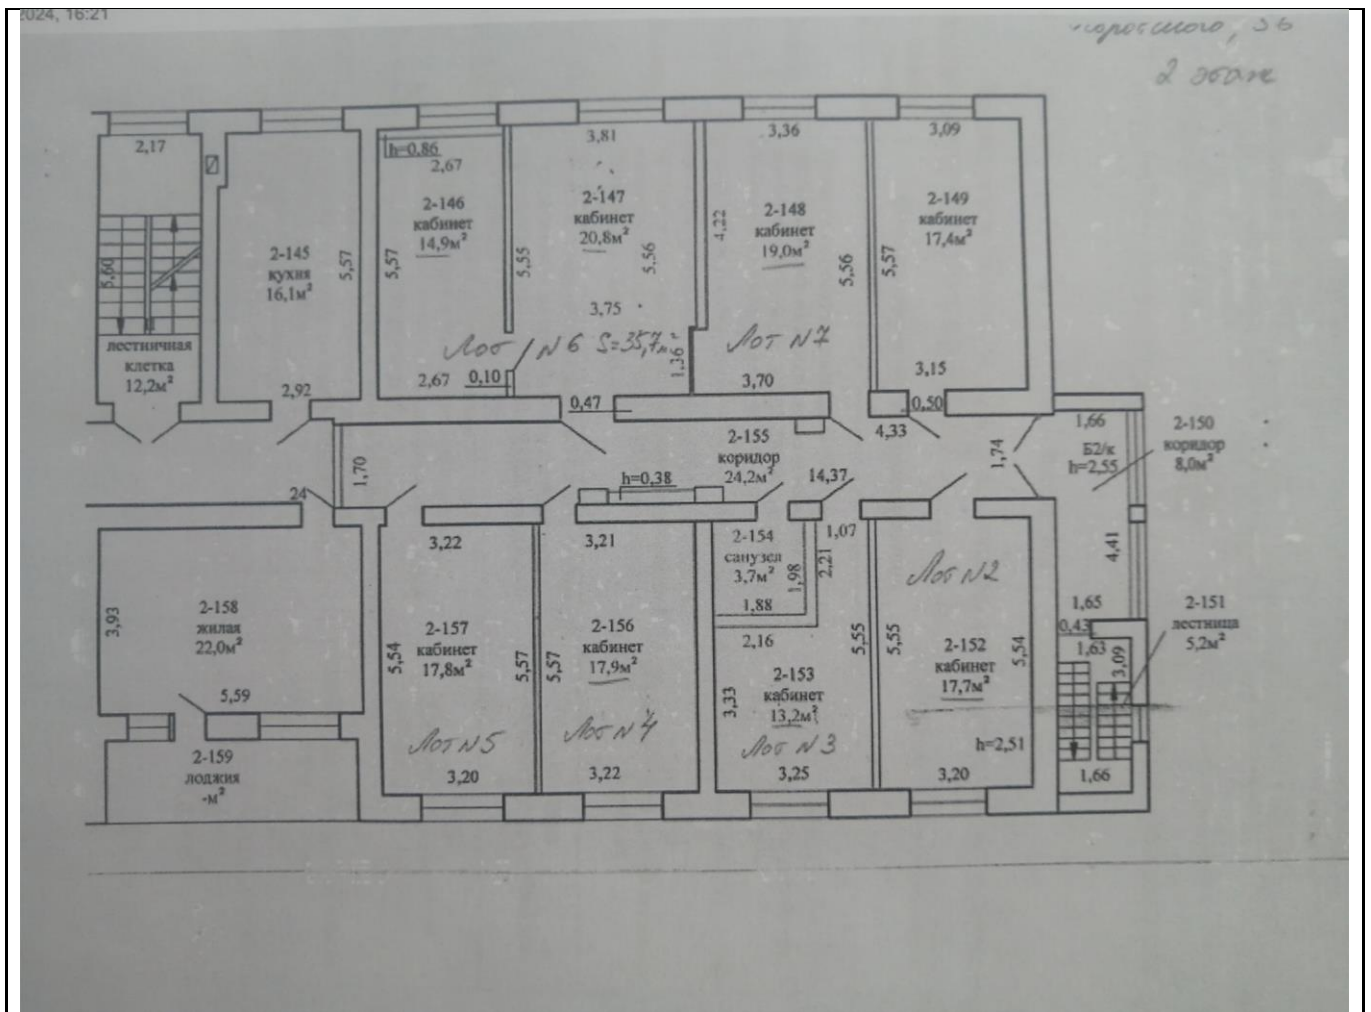 2024, 16:21
2 этаж
2,17
5,60
лестничная
клетка
12,2м²
2-145
кухня
16,1м²
5,57
2,92
h=0,86
2,67
2-146
кабинет
14,9м²
5,57
2,67
0,10
3,81
2-147
кабинет
20,8м²
5,55
5,56
3,75
Лот N6 S=35,7м²
1,36
0,47
3,36
2-148
кабинет
19,0м²
4,22
5,56
Лот N7
3,70
3,09
2-149
кабинет
17,4м²
5,57
3,15
0,50
4,33
1,74
1,66
Б2/к
h=2,55
2-150
коридор
8,0м²
1,70
2-155
коридор
24,2м²
h=0,38
14,37
24
3,93
2-158
жилая
22,0м²
5,59
2-159
лоджия
-м²
3,22
2-157
кабинет
17,8м²
5,54
5,57
Лот N5
3,20
3,21
2-156
кабинет
17,9м²
5,57
Лот N4
3,22
2-154
санузел
3,7м²
1,98
1,88
1,07
2,21
2,16
2-153
кабинет
13,2м²
3,33
5,55
Лот N3
3,25
Лот N2
2-152
кабинет
17,7м²
5,55
5,54
h=2,51
3,20
4,41
1,65
0,43
1,63
3,09
2-151
лестница
5,2м²
1,66